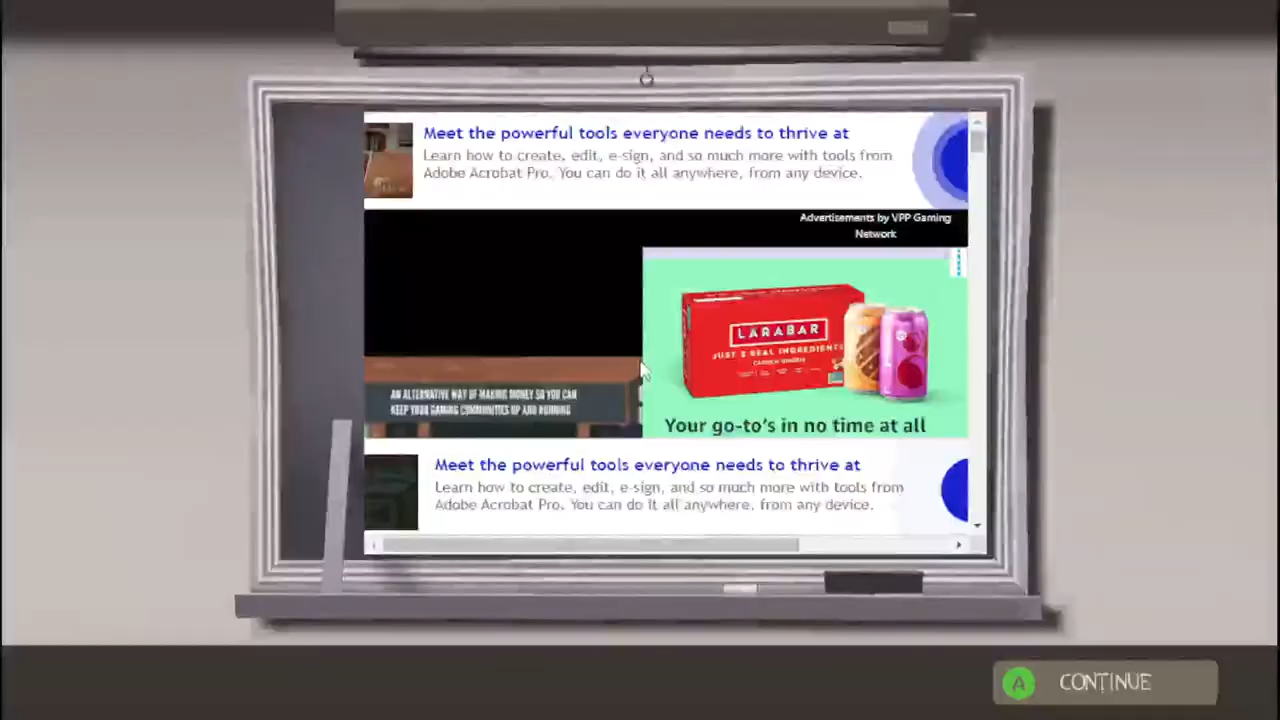 Meet the powerful tools everyone needs to thrive at
Learn how to create, edit, e-sign, and so much more with tools from
Adobe Acrobat Pro. You can do it all anywhere, from any device.
Advertisements by VPP Gaming
Network
LÄRABAR
JUST 3 REAL INGREDIENTS
AN ALTERNATIVE WAY OF MAKING MONEY SO YOU CAN
KEEP YOUR GAMING COMMUNITIES UP AND RUNNING
Your go-to's in no time at all
Meet the powerful tools everyone needs to thrive at
Learn how to create, edit, e-sign, and so much more with tools from
Adobe Acrobat Pro. You can do it all anywhere, from any device.
A CONTINUE